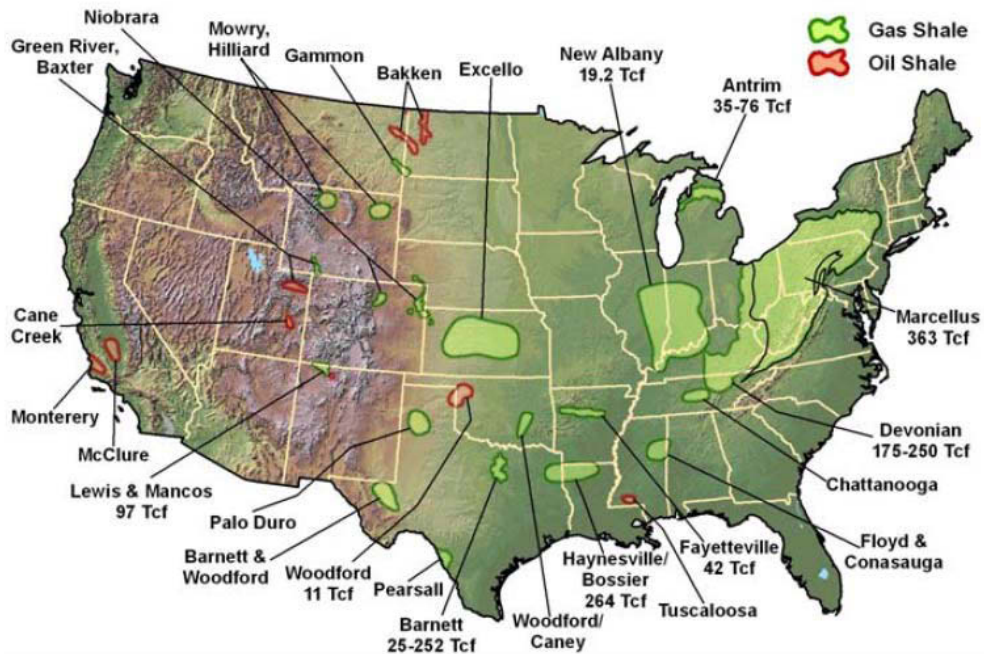 Niobrara
Green River,
Baxter
Mowry,
Hilliard
Gammon
Bakken
Excello
New Albany
19.2 Tcf
Gas Shale
Oil Shale
Antrim
35-76 Tcf
Cane
Creek
Marcellus
363 Tcf
Monterery
McClure
Devonian
175-250 Tcf
Lewis & Mancos
97 Tcf
Chattanooga
Palo Duro
Barnett &
Woodford
Woodford
11 Tcf
Pearsall
Barnett
25-252 Tcf
Woodford/
Caney
Haynesville/
Bossier
264 Tcf
Fayetteville
42 Tcf
Tuscaloosa
Floyd &
Conasauga